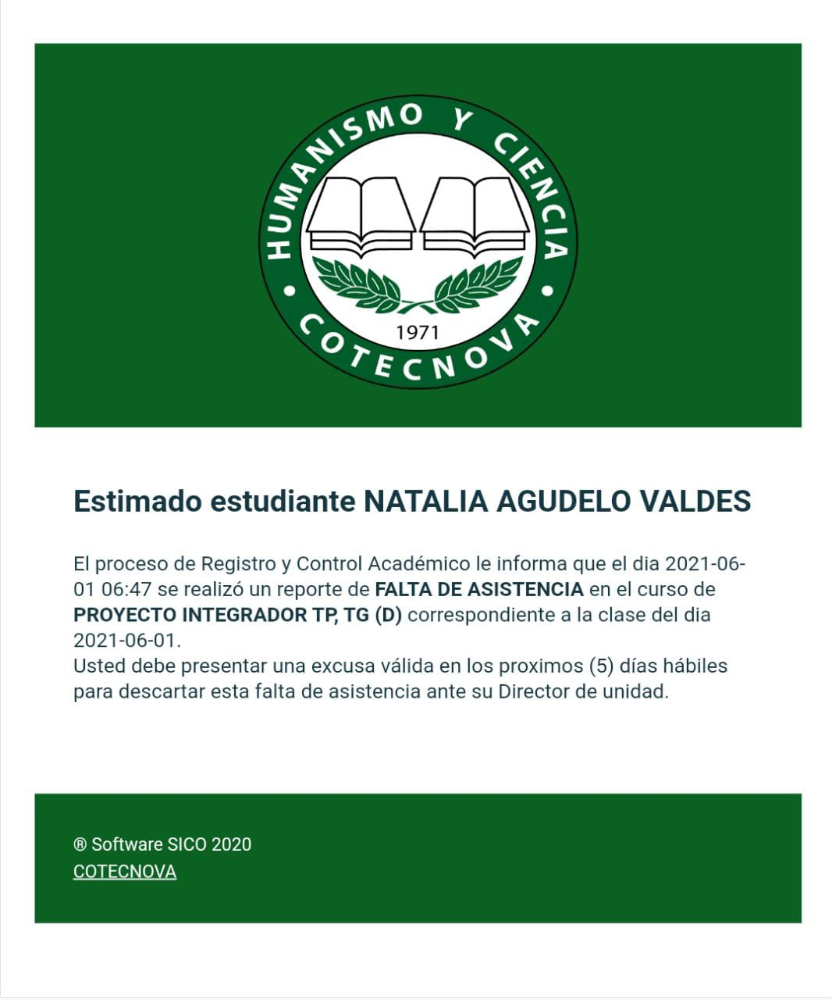 HUMANISMO Y CIENCIA
1971
• COTECNOVA •
Estimado estudiante NATALIA AGUDELO VALDES
El proceso de Registro y Control Académico le informa que el dia 2021-06-
01 06:47 se realizó un reporte de FALTA DE ASISTENCIA en el curso de
PROYECTO INTEGRADOR TP, TG (D) correspondiente a la clase del dia
2021-06-01.
Usted debe presentar una excusa válida en los proximos (5) días hábiles
para descartar esta falta de asistencia ante su Director de unidad.
® Software SICO 2020
COTECNOVA